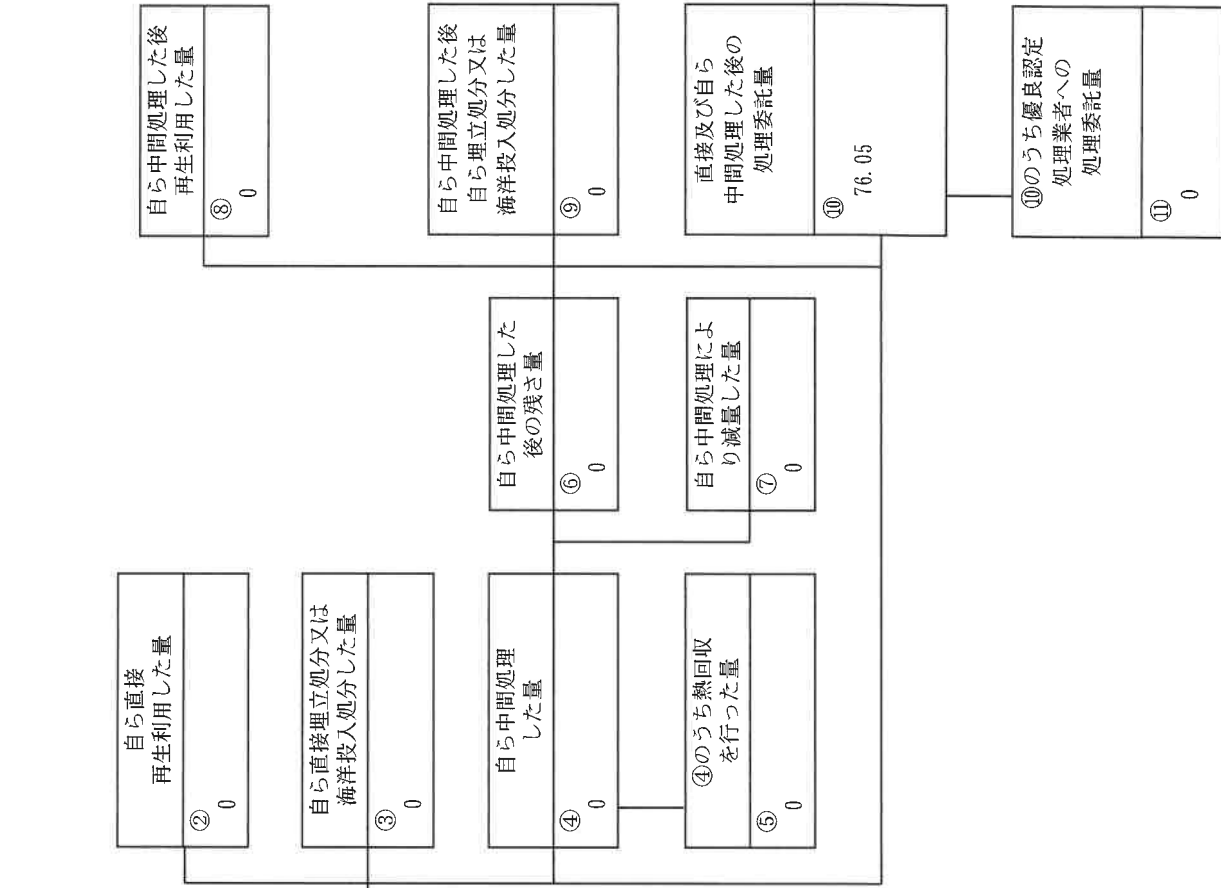 自ら直接
再生利用した量
②
0
自ら直接埋立処分又は
海洋投入処分した量
③
0
自ら中間処理
した量
④
0
④のうち熱回収
を行った量
⑤
0
自ら中間処理した
後の残さ量
⑥
0
自ら中間処理によ
り減量した量
⑦
0
自ら中間処理した後
再生利用した量
⑧
0
自ら中間処理した後
自ら埋立処分又は
海洋投入処分した量
⑨
0
直接及び自ら
中間処理した後の
処理委託量
⑩
76.05
⑩のうち優良認定
処理業者への
処理委託量
⑪
0